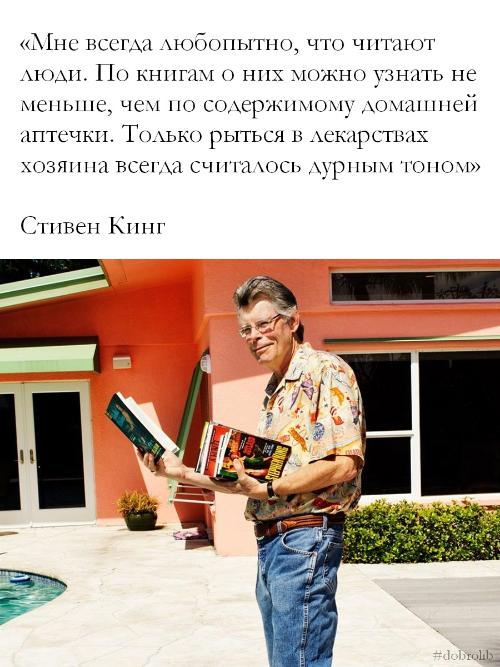 «Мне всегда любопытно, что читают
люди. По книгам о них можно узнать не
меньше, чем по содержимому домашней
аптечки. Только рыться в лекарствах
хозяина всегда считалось дурным тоном»
Стивен Кинг
#dobrolib